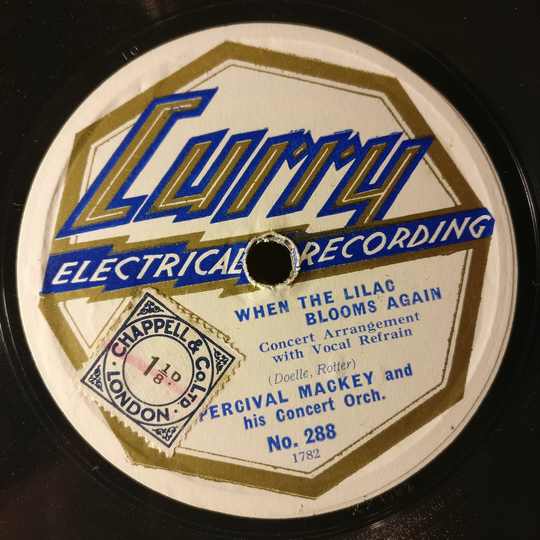 Curry
ELECTRICAL RECORDING
WHEN THE LILAC
BLOOMS AGAIN
Concert Arrangement
with Vocal Refrain
(Doelle, Rotter)
PERCIVAL MACKEY and
his Concert Orch.
No. 288
1782
CHAPPELL & CO LTD
1 1/8 D
LONDON